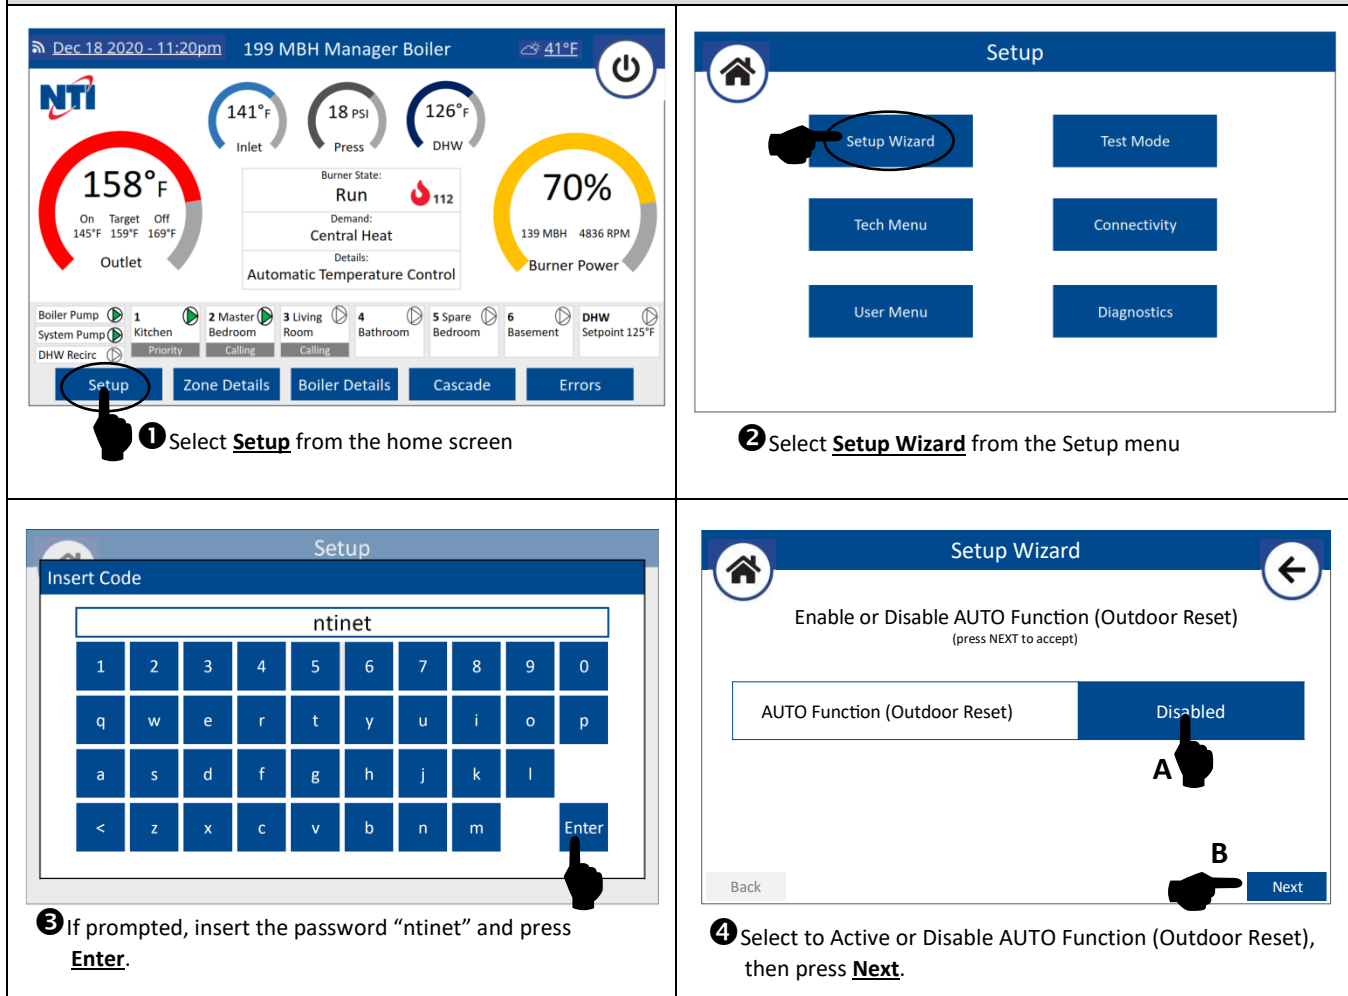 Dec 18 2020 - 11:20pm 199 MBH Manager Boiler 41°F
NTI
141°F
Inlet
18 PSI
Press
126°F
DHW
158°F
On Target Off
145°F 159°F 169°F
Outlet
Burner State:
Run 112
Demand:
Central Heat
Details:
Automatic Temperature Control
70%
139 MBH 4836 RPM
Burner Power
Boiler Pump
System Pump
DHW Recirc
1
Kitchen
Priority
2 Master
Bedroom
Calling
3 Living
Room
Calling
4
Bathroom
5 Spare
Bedroom
6
Basement
DHW
Setpoint 125°F
Setup Zone Details Boiler Details Cascade Errors
❶Select Setup from the home screen
Setup
Setup Wizard Test Mode
Tech Menu Connectivity
User Menu Diagnostics
❷Select Setup Wizard from the Setup menu
Setup
Insert Code
ntinet
1 2 3 4 5 6 7 8 9 0
q w e r t y u i o p
a s d f g h j k l
< z x c v b n m Enter
❸If prompted, insert the password “ntinet” and press
Enter.
Setup Wizard
Enable or Disable AUTO Function (Outdoor Reset)
(press NEXT to accept)
AUTO Function (Outdoor Reset) Disabled
A
B
Back Next
❹Select to Active or Disable AUTO Function (Outdoor Reset),
then press Next.